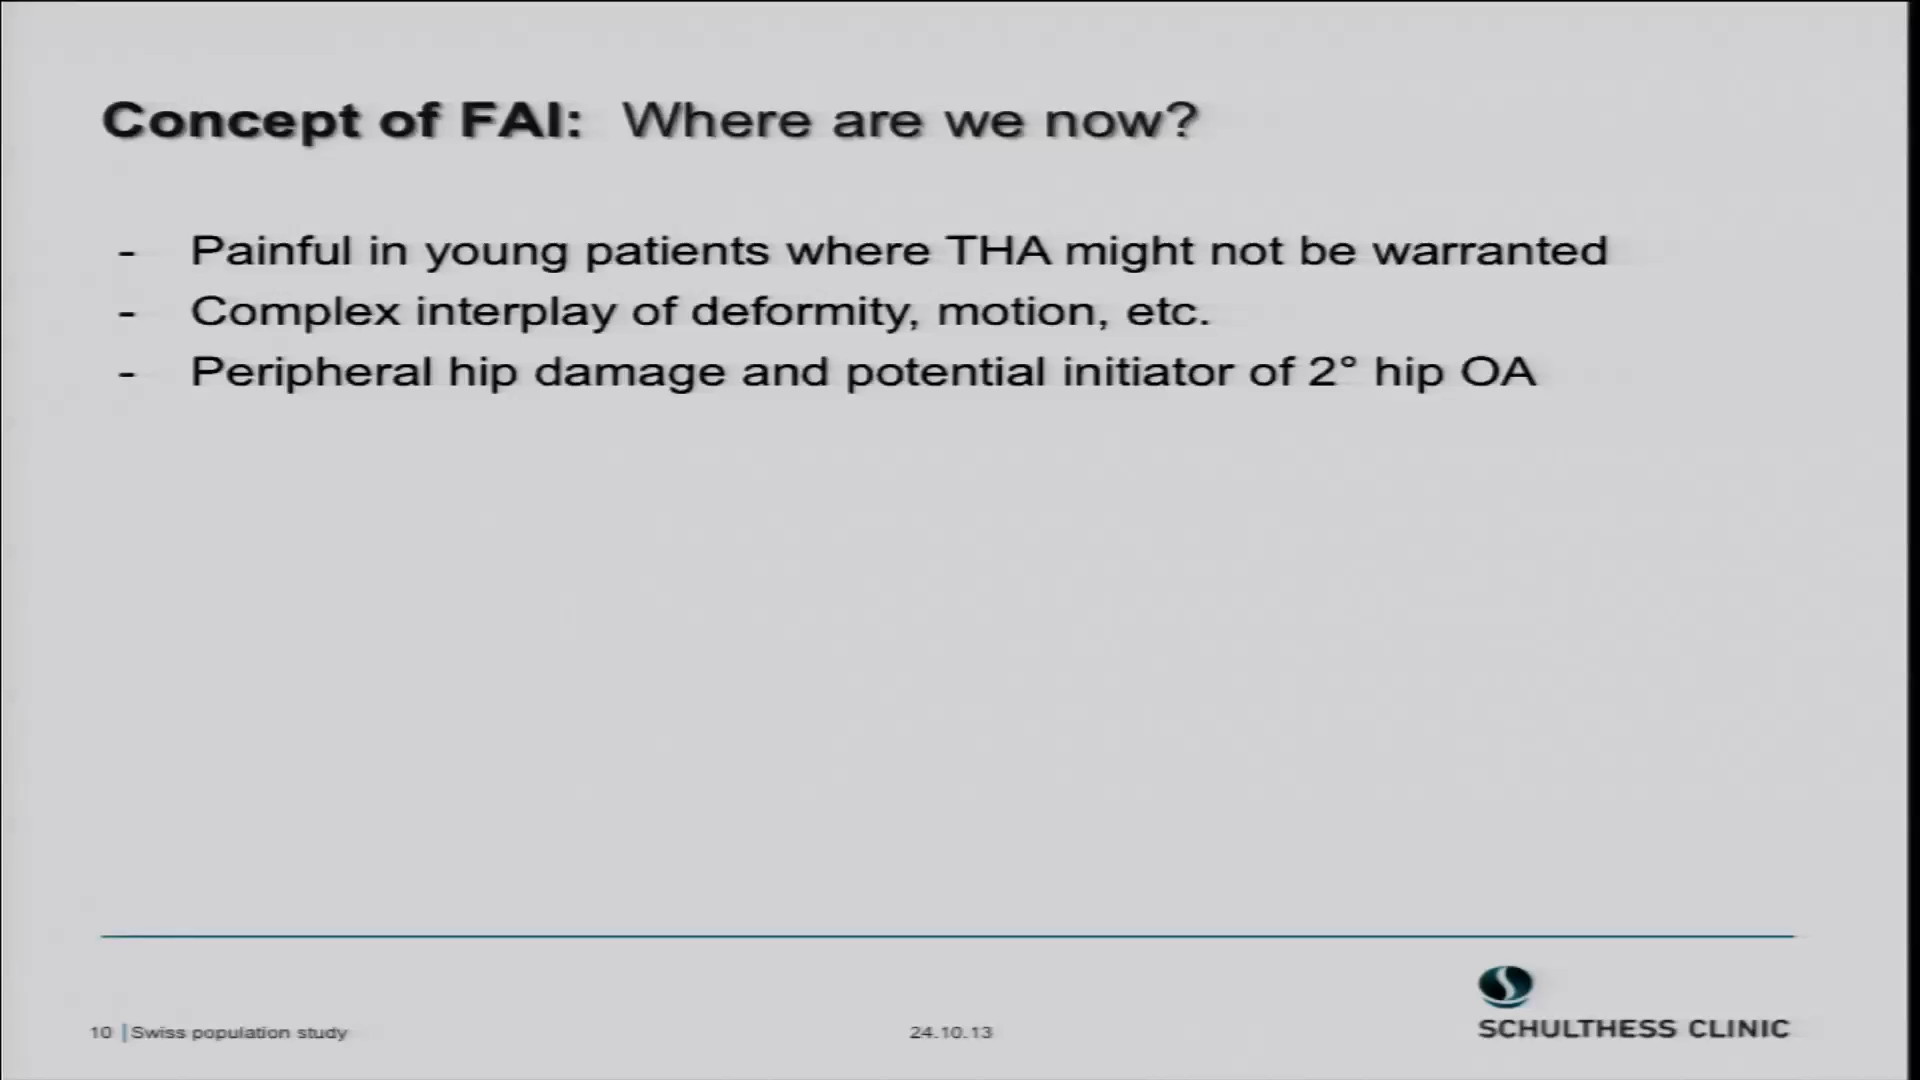 Concept of FAI: Where are we now?
- Painful in young patients where THA might not be warranted
- Complex interplay of deformity, motion, etc.
- Peripheral hip damage and potential initiator of 2° hip OA
10 | Swiss population study
24.10.13
SCHULTHESS CLINIC